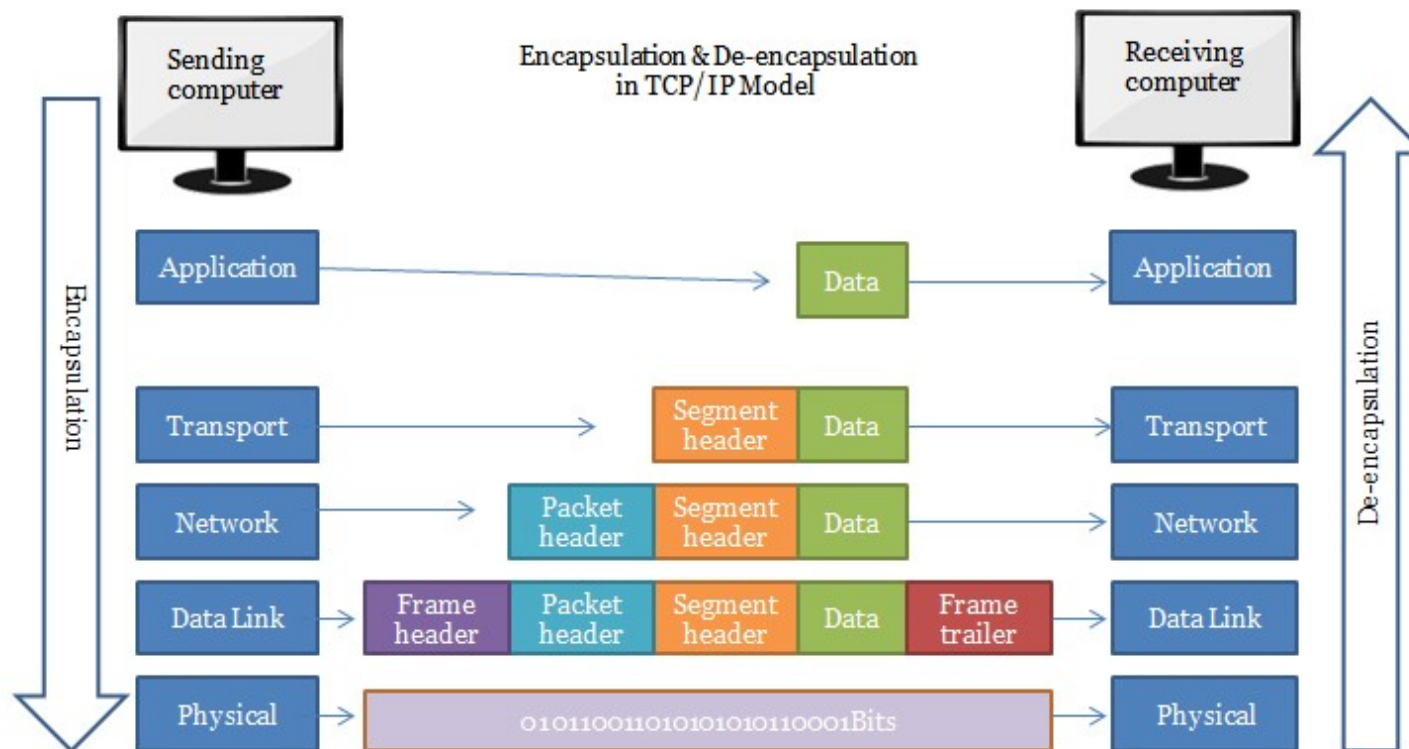 Sending
computer
Encapsulation & De-encapsulation
in TCP/IP Model
Receiving
computer
Encapsulation
De-encapsulation
Application
Data
Application
Transport
Segment
header
Data
Transport
Network
Packet
header
Segment
header
Data
Network
Data Link
Frame
header
Packet
header
Segment
header
Data
Frame
trailer
Data Link
Physical
010110011010101010110001Bits
Physical